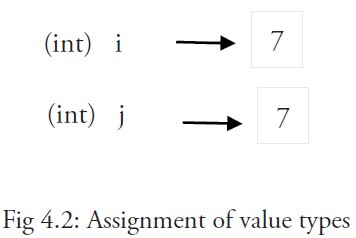 (int) i 7
(int) j 7
Fig 4.2: Assignment of value types